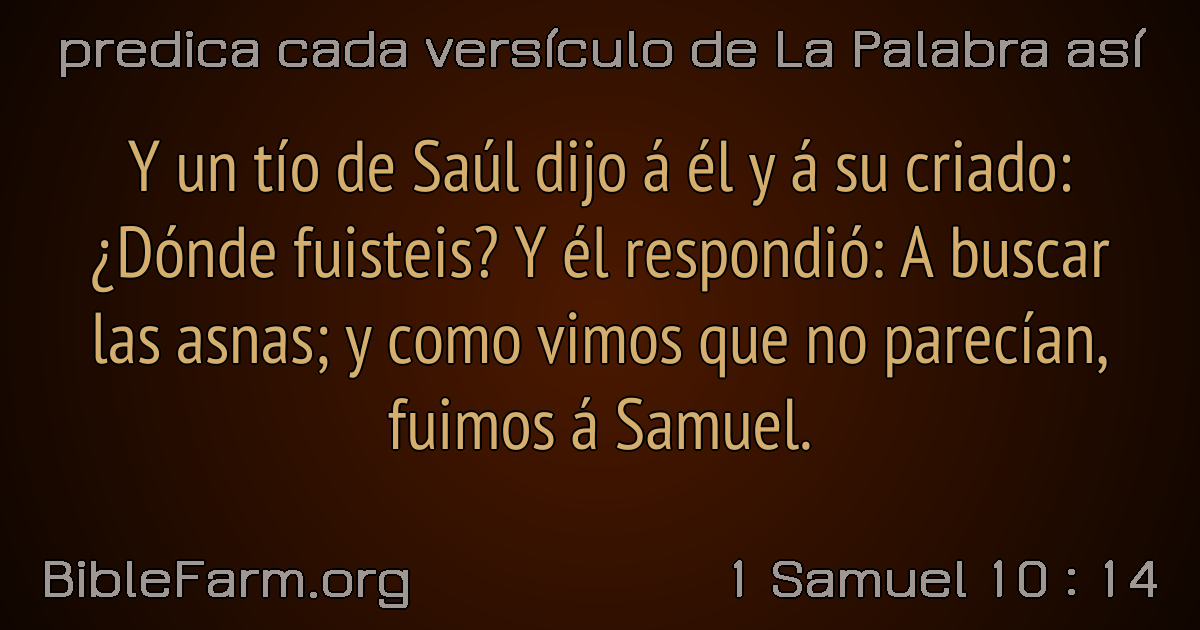 predica cada versículo de La Palabra así
Y un tío de Saúl dijo á él y á su criado:
¿Dónde fuisteis? Y él respondió: A buscar
las asnas; y como vimos que no parecían,
fuimos á Samuel.
BibleFarm.org
1 Samuel 10 : 14